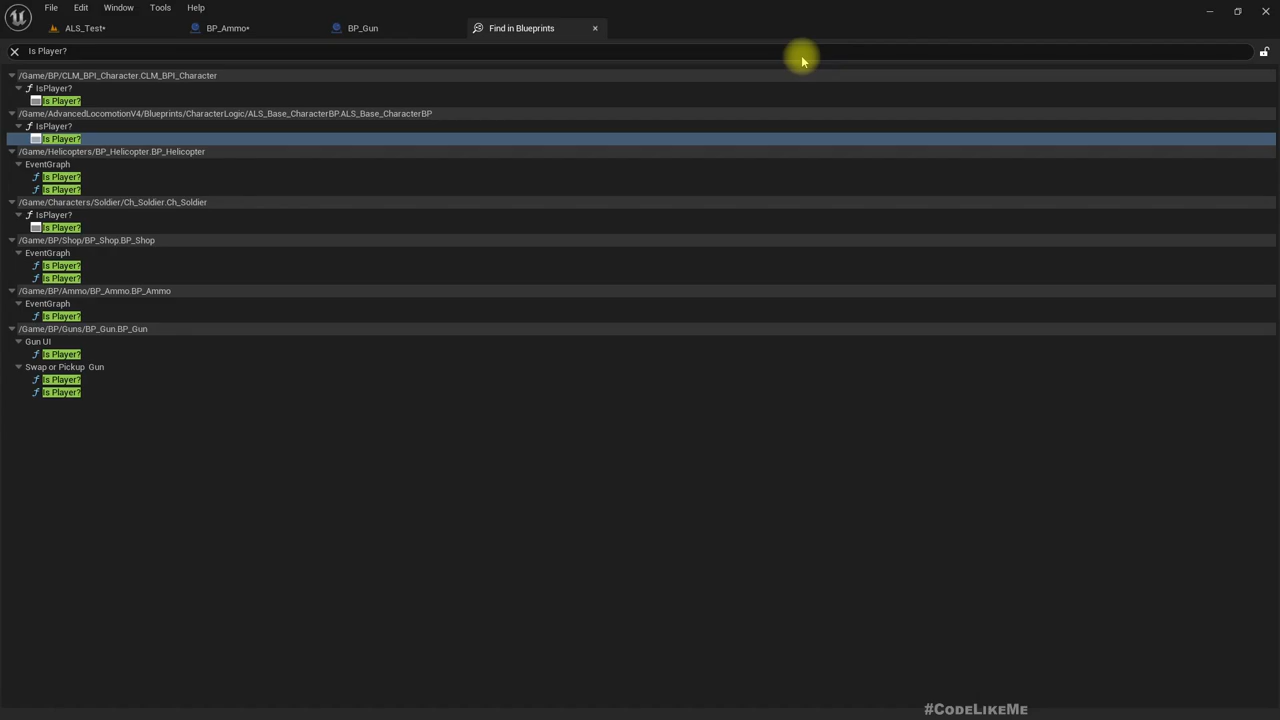 File Edit Window Tools Help
ALS_Test* BP_Ammo* BP_Gun Find in Blueprints
Is Player?
/Game/BP/CLM_BPI_Character.CLM_BPI_Character
IsPlayer?
Is Player?
/Game/AdvancedLocomotionV4/Blueprints/CharacterLogic/ALS_Base_CharacterBP.ALS_Base_CharacterBP
IsPlayer?
Is Player?
/Game/Helicopters/BP_Helicopter.BP_Helicopter
EventGraph
Is Player?
Is Player?
/Game/Characters/Soldier/Ch_Soldier.Ch_Soldier
IsPlayer?
Is Player?
/Game/BP/Shop/BP_Shop.BP_Shop
EventGraph
Is Player?
Is Player?
/Game/BP/Ammo/BP_Ammo.BP_Ammo
EventGraph
Is Player?
/Game/BP/Guns/BP_Gun.BP_Gun
Gun UI
Is Player?
Swap or Pickup Gun
Is Player?
Is Player?
#CodeLikeMe